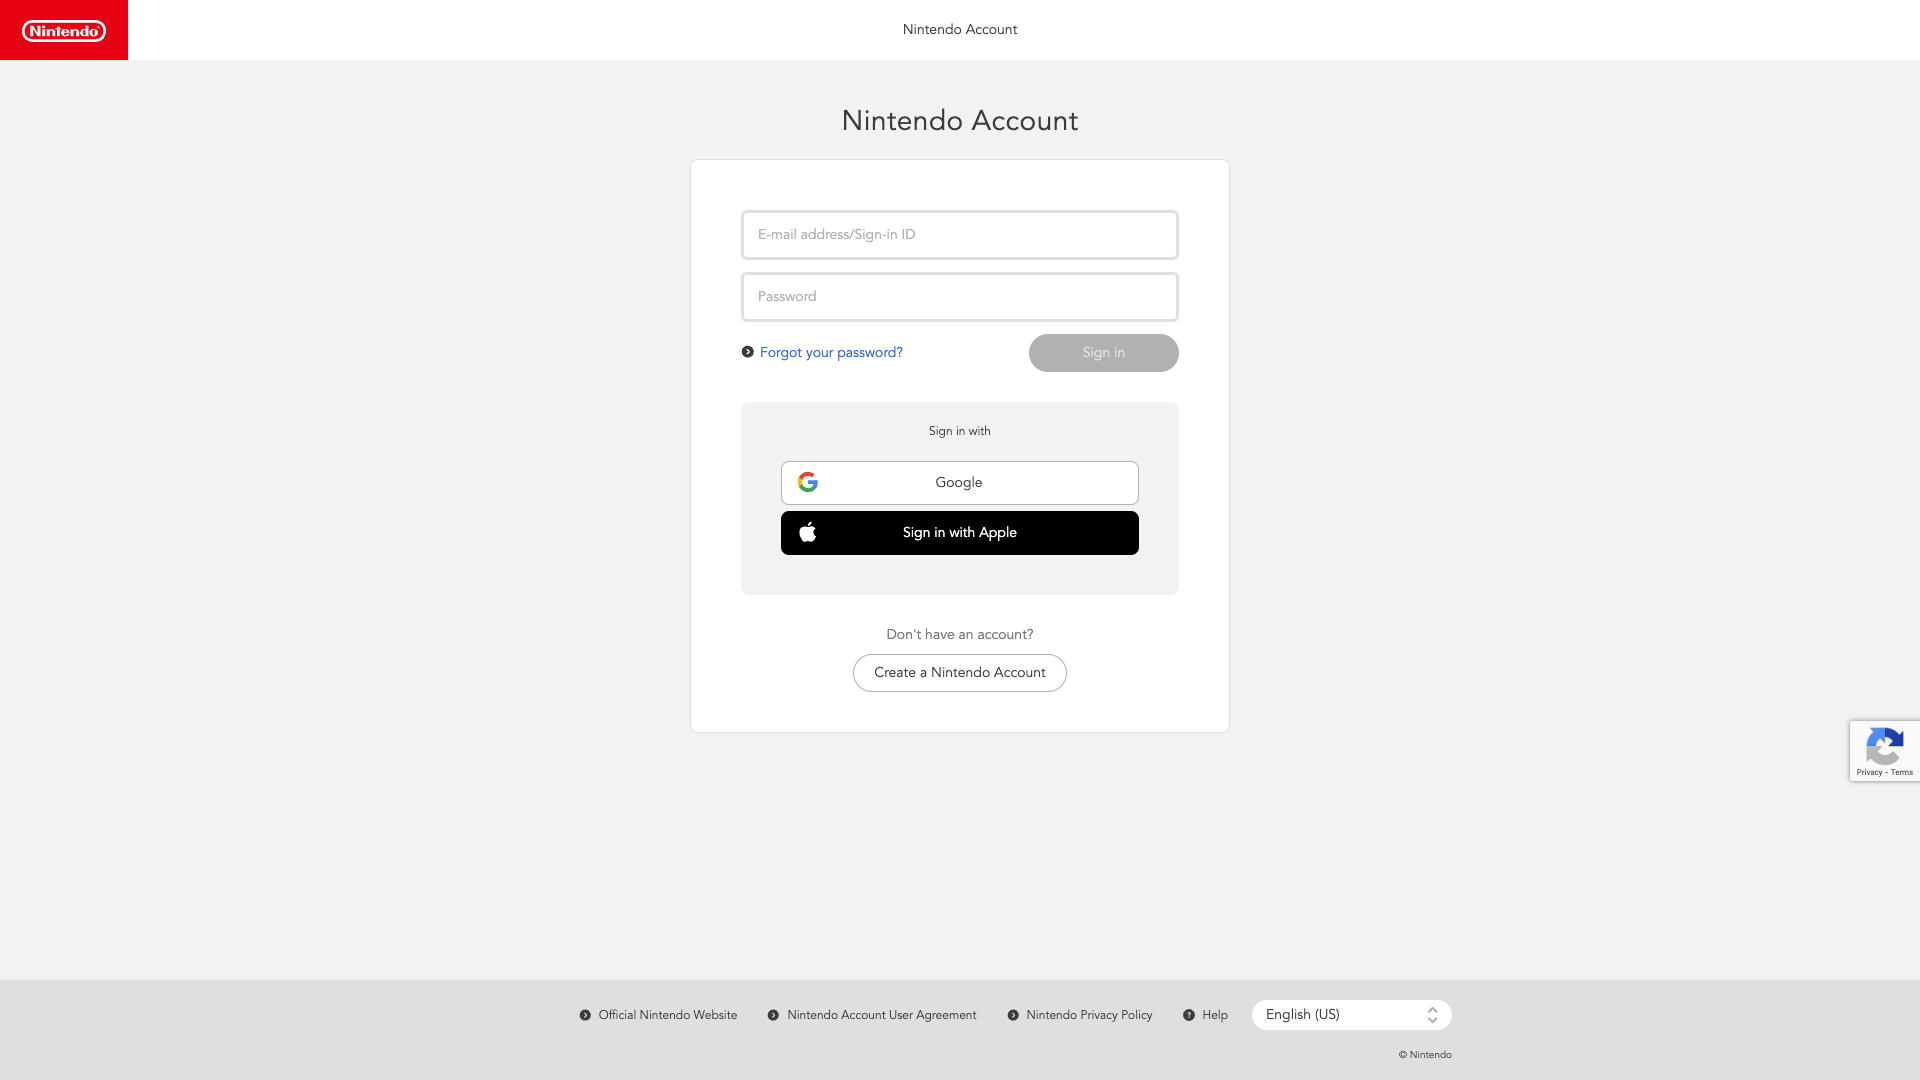 Nintendo
Nintendo Account
Nintendo Account
E-mail address/Sign-in ID
Password
Forgot your password?
Sign in
Sign in with
Google
Sign in with Apple
Don't have an account?
Create a Nintendo Account
Privacy - Terms
Official Nintendo Website
Nintendo Account User Agreement
Nintendo Privacy Policy
Help
English (US)
© Nintendo